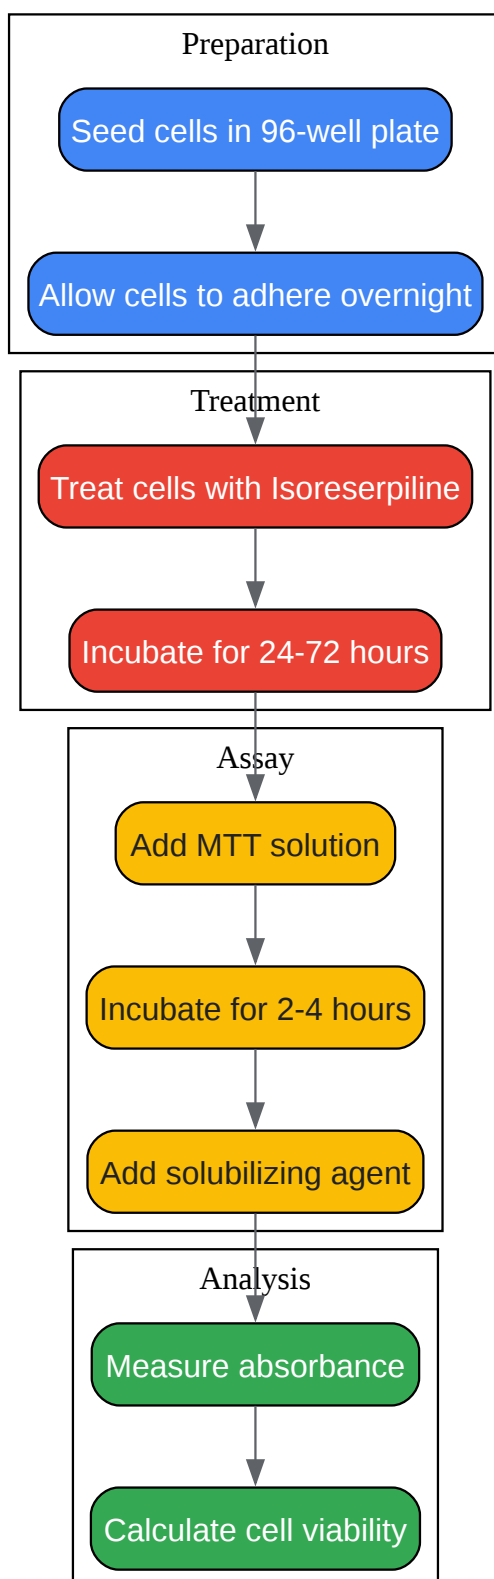 Preparation
Seed cells in 96-well plate
Allow cells to adhere overnight
Treatment
Treat cells with Isoreserpiline
Incubate for 24-72 hours
Assay
Add MTT solution
Incubate for 2-4 hours
Add solubilizing agent
Analysis
Measure absorbance
Calculate cell viability